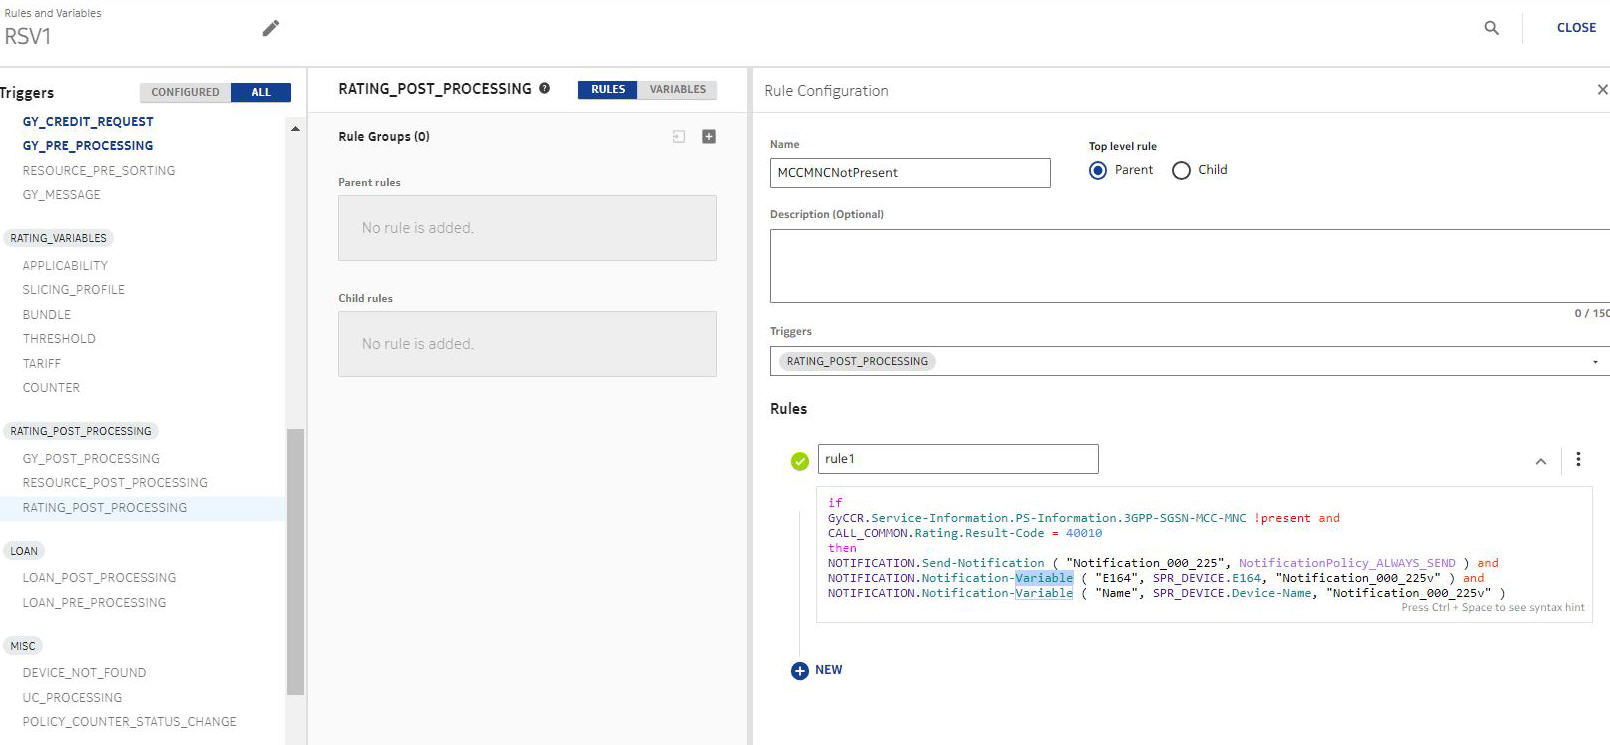 Rules and Variables
RSV1
CLOSE
Triggers
CONFIGURED
ALL
GY_CREDIT_REQUEST
GY_PRE_PROCESSING
RESOURCE_PRE_SORTING
GY_MESSAGE
RATING_VARIABLES
APPLICABILITY
SLICING_PROFILE
BUNDLE
THRESHOLD
TARIFF
COUNTER
RATING_POST_PROCESSING
GY_POST_PROCESSING
RESOURCE_POST_PROCESSING
RATING_POST_PROCESSING
LOAN
LOAN_POST_PROCESSING
LOAN_PRE_PROCESSING
MISC
DEVICE_NOT_FOUND
UC_PROCESSING
POLICY_COUNTER_STATUS_CHANGE
RATING_POST_PROCESSING ?
RULES
VARIABLES
Rule Groups (0)
Parent rules
No rule is added.
Child rules
No rule is added.
Rule Configuration
Name
MCCMNCNotPresent
Top level rule
Parent
Child
Description (Optional)
0 / 150
Triggers
RATING_POST_PROCESSING
Rules
rule1
if
GyCCR.Service-Information.PS-Information.3GPP-SGSN-MCC-MNC !present and
CALL_COMMON.Rating.Result-Code = 40010
then
NOTIFICATION.Send-Notification ( "Notification_000_225", NotificationPolicy_ALWAYS_SEND ) and
NOTIFICATION.Notification-Variable ( "E164", SPR_DEVICE.E164, "Notification_000_225v" ) and
NOTIFICATION.Notification-Variable ( "Name", SPR_DEVICE.Device-Name, "Notification_000_225v" )
Press Ctrl + Space to see syntax hint
NEW